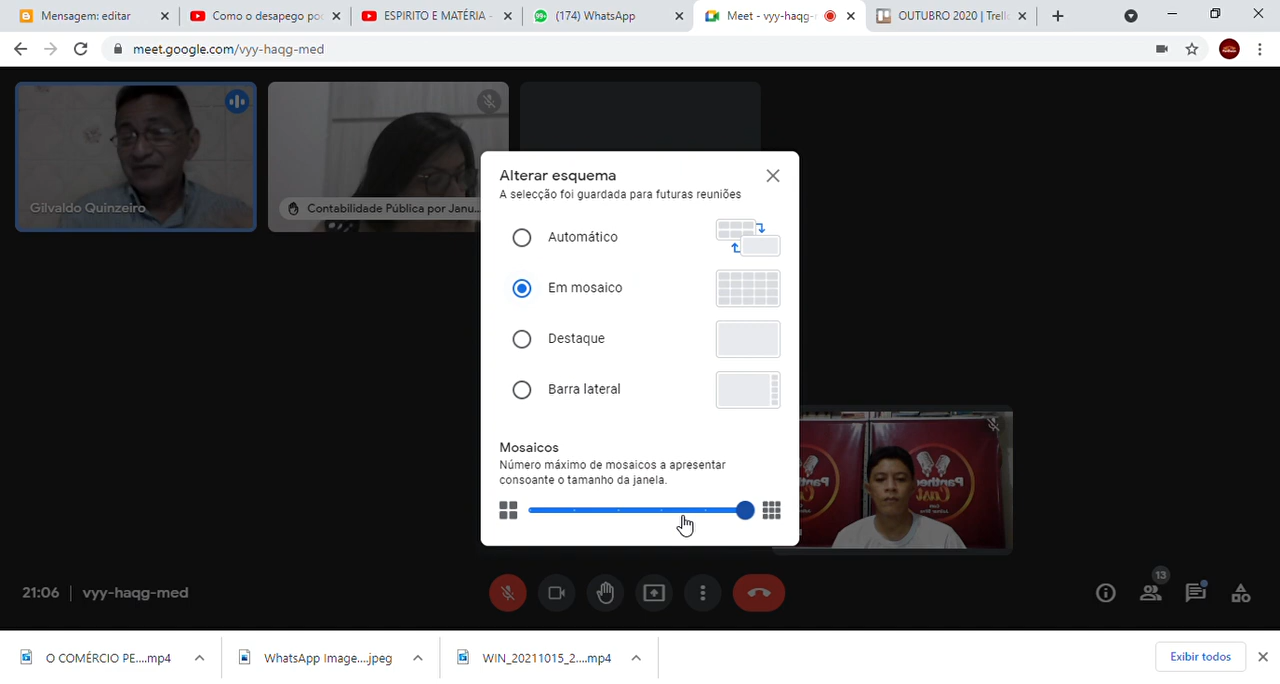 Mensagem: editar
Como o desapego po
ESPIRITO E MATÉRIA -
99+
(174) WhatsApp
Meet - vyy-haqg-
OUTUBRO 2020 | Trell
meet.google.com/vyy-haqg-med
Gilvaldo Quinzeiro
Contabilidade Pública por Janu...
Alterar esquema
A selecção foi guardada para futuras reuniões
Automático
Em mosaico
Destaque
Barra lateral
Mosaicos
Número máximo de mosaicos a apresentar
consoante o tamanho da janela.
21:06 | vyy-haqg-med
13
O COMÉRCIO PE....mp4
WhatsApp Image....jpeg
WIN_20211015_2....mp4
Exibir todos